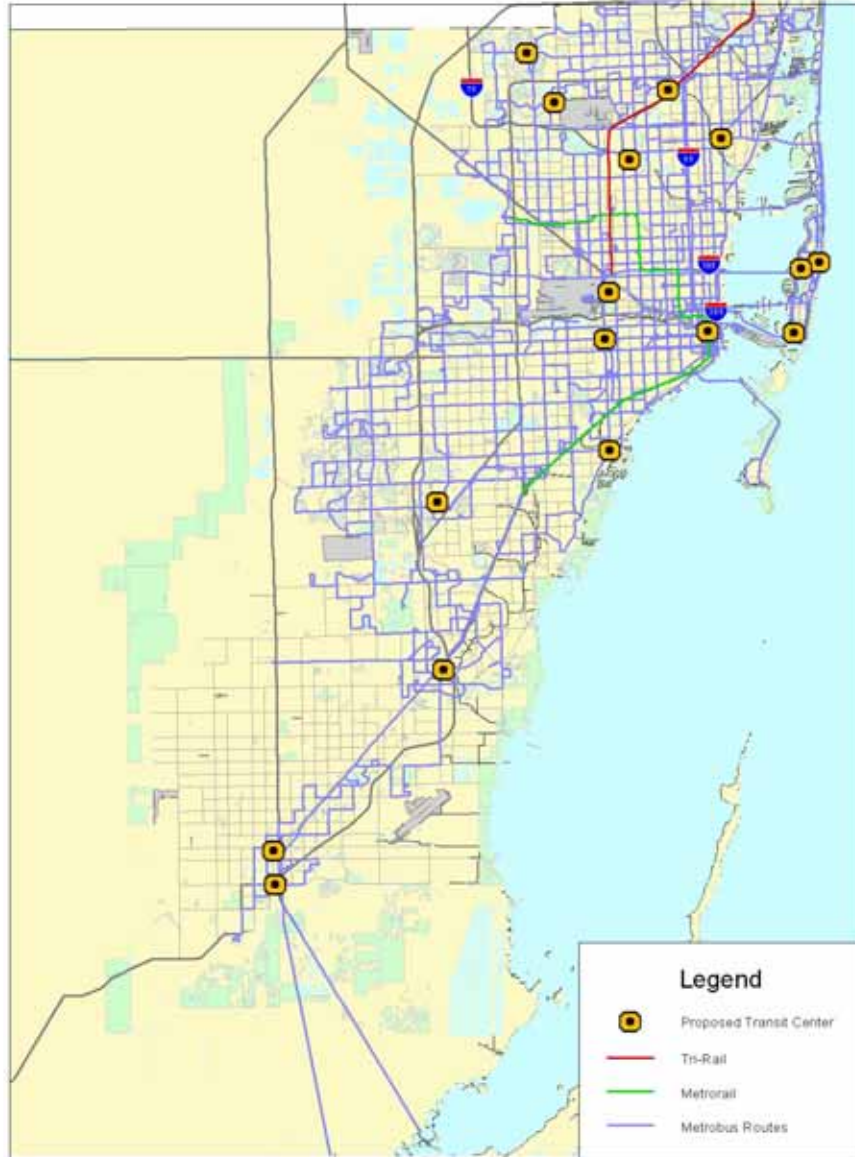 Legend
Proposed Transit Center
Tri-Rail
Metrorail
Metrobus Routes